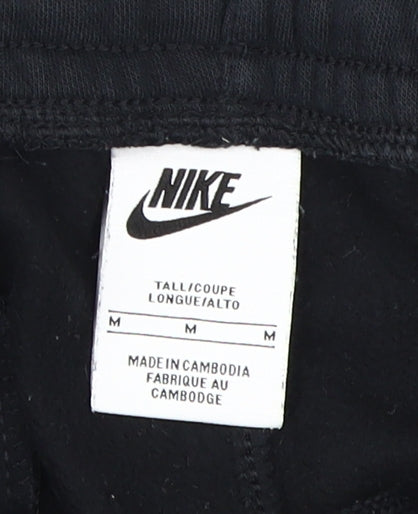 NIKE
TALL/COUPE
LONGUE/ALTO
M M M
MADE IN CAMBODIA
FABRIQUE AU
CAMBODGE